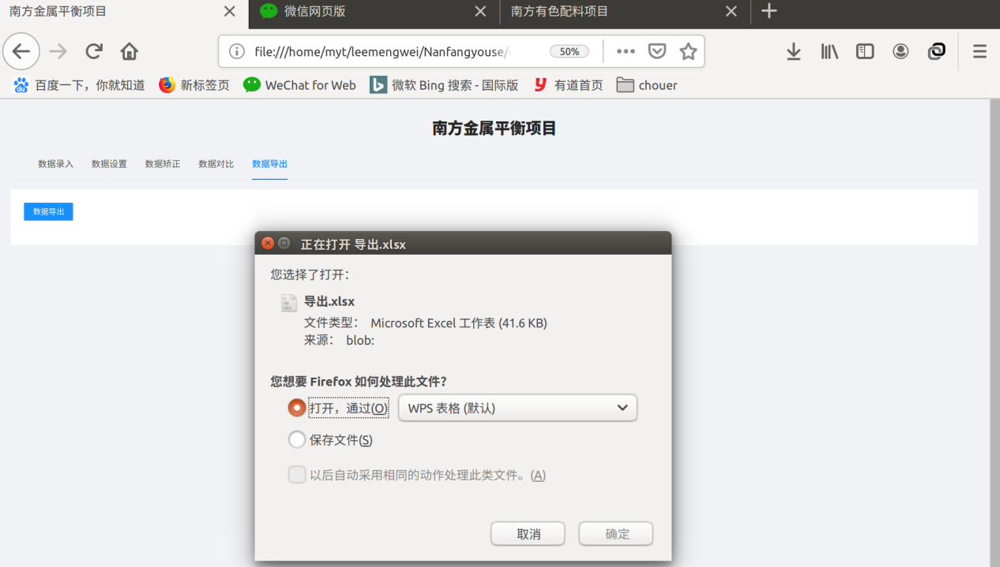 南方金属平衡项目
微信网页版
南方有色配料项目
file:///home/myt/leemengwei/Nanfangyouse/
50%
百度一下，你就知道
新标签页
WeChat for Web
微软 Bing 搜索 - 国际版
有道首页
chouer
南方金属平衡项目
数据录入
数据设置
数据矫正
数据对比
数据导出
数据导出
正在打开 导出.xlsx
您选择了打开：
导出.xlsx
文件类型： Microsoft Excel 工作表 (41.6 KB)
来源： blob:
您想要 Firefox 如何处理此文件?
打开，通过(O)
WPS 表格 (默认)
保存文件(S)
以后自动采用相同的动作处理此类文件。(A)
取消
确定